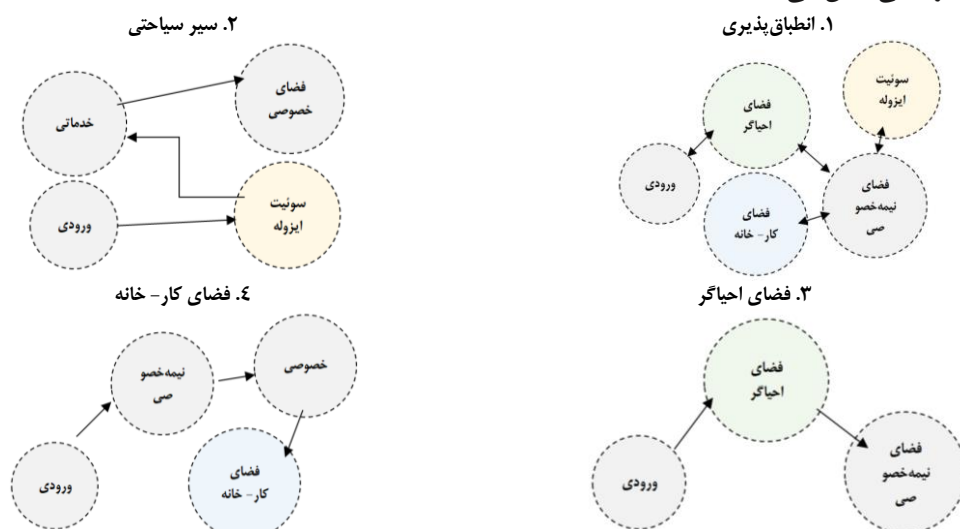 ۱. انطباق‌پذیری
سوئیت
ایزوله
فضای
احیاگر
ورودی
فضای
نیمه‌خصو
صی
فضای
کار- خانه
۲. سیر سیاحتی
فضای
خصوصی
خدماتی
ورودی
سوئیت
ایزوله
۳. فضای احیاگر
فضای
احیاگر
ورودی
فضای
نیمه‌خصو
صی
٤. فضای کار- خانه
خصوصی
نیمه‌خصو
صی
ورودی
فضای
کار- خانه